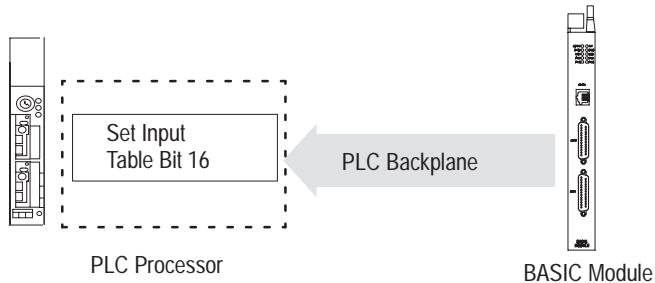 Set Input
Table Bit 16
PLC Backplane
PLC Processor
BASIC Module